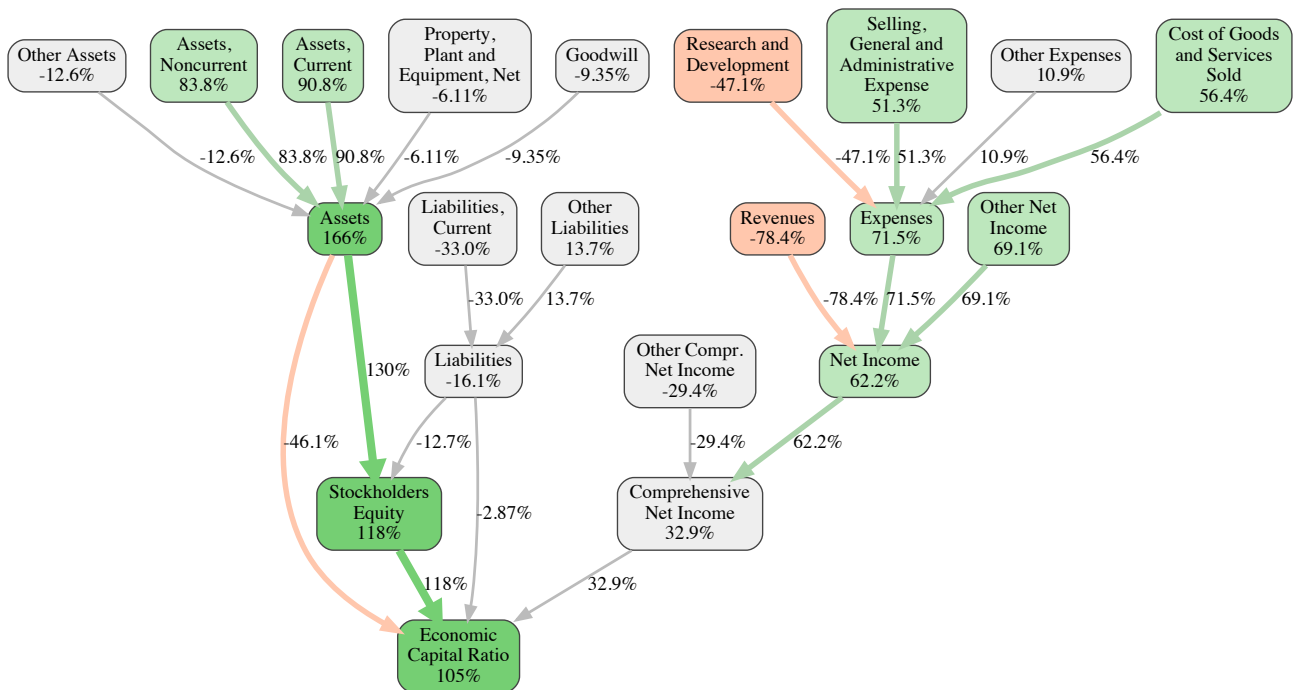 Other Assets
-12.6%
Assets,
Noncurrent
83.8%
Assets,
Current
90.8%
Property,
Plant and
Equipment, Net
-6.11%
Goodwill
-9.35%
Research and
Development
-47.1%
Selling,
General and
Administrative
Expense
51.3%
Other Expenses
10.9%
Cost of Goods
and Services
Sold
56.4%
-12.6%
83.8%
90.8%
-6.11%
-9.35%
-47.1%
51.3%
10.9%
56.4%
Assets
166%
Liabilities,
Current
-33.0%
Other
Liabilities
13.7%
Revenues
-78.4%
Expenses
71.5%
Other Net
Income
69.1%
-33.0%
13.7%
-78.4%
71.5%
69.1%
130%
Liabilities
-16.1%
Other Compr.
Net Income
-29.4%
Net Income
62.2%
-46.1%
-12.7%
-29.4%
62.2%
Stockholders
Equity
118%
-2.87%
Comprehensive
Net Income
32.9%
118%
32.9%
Economic
Capital Ratio
105%